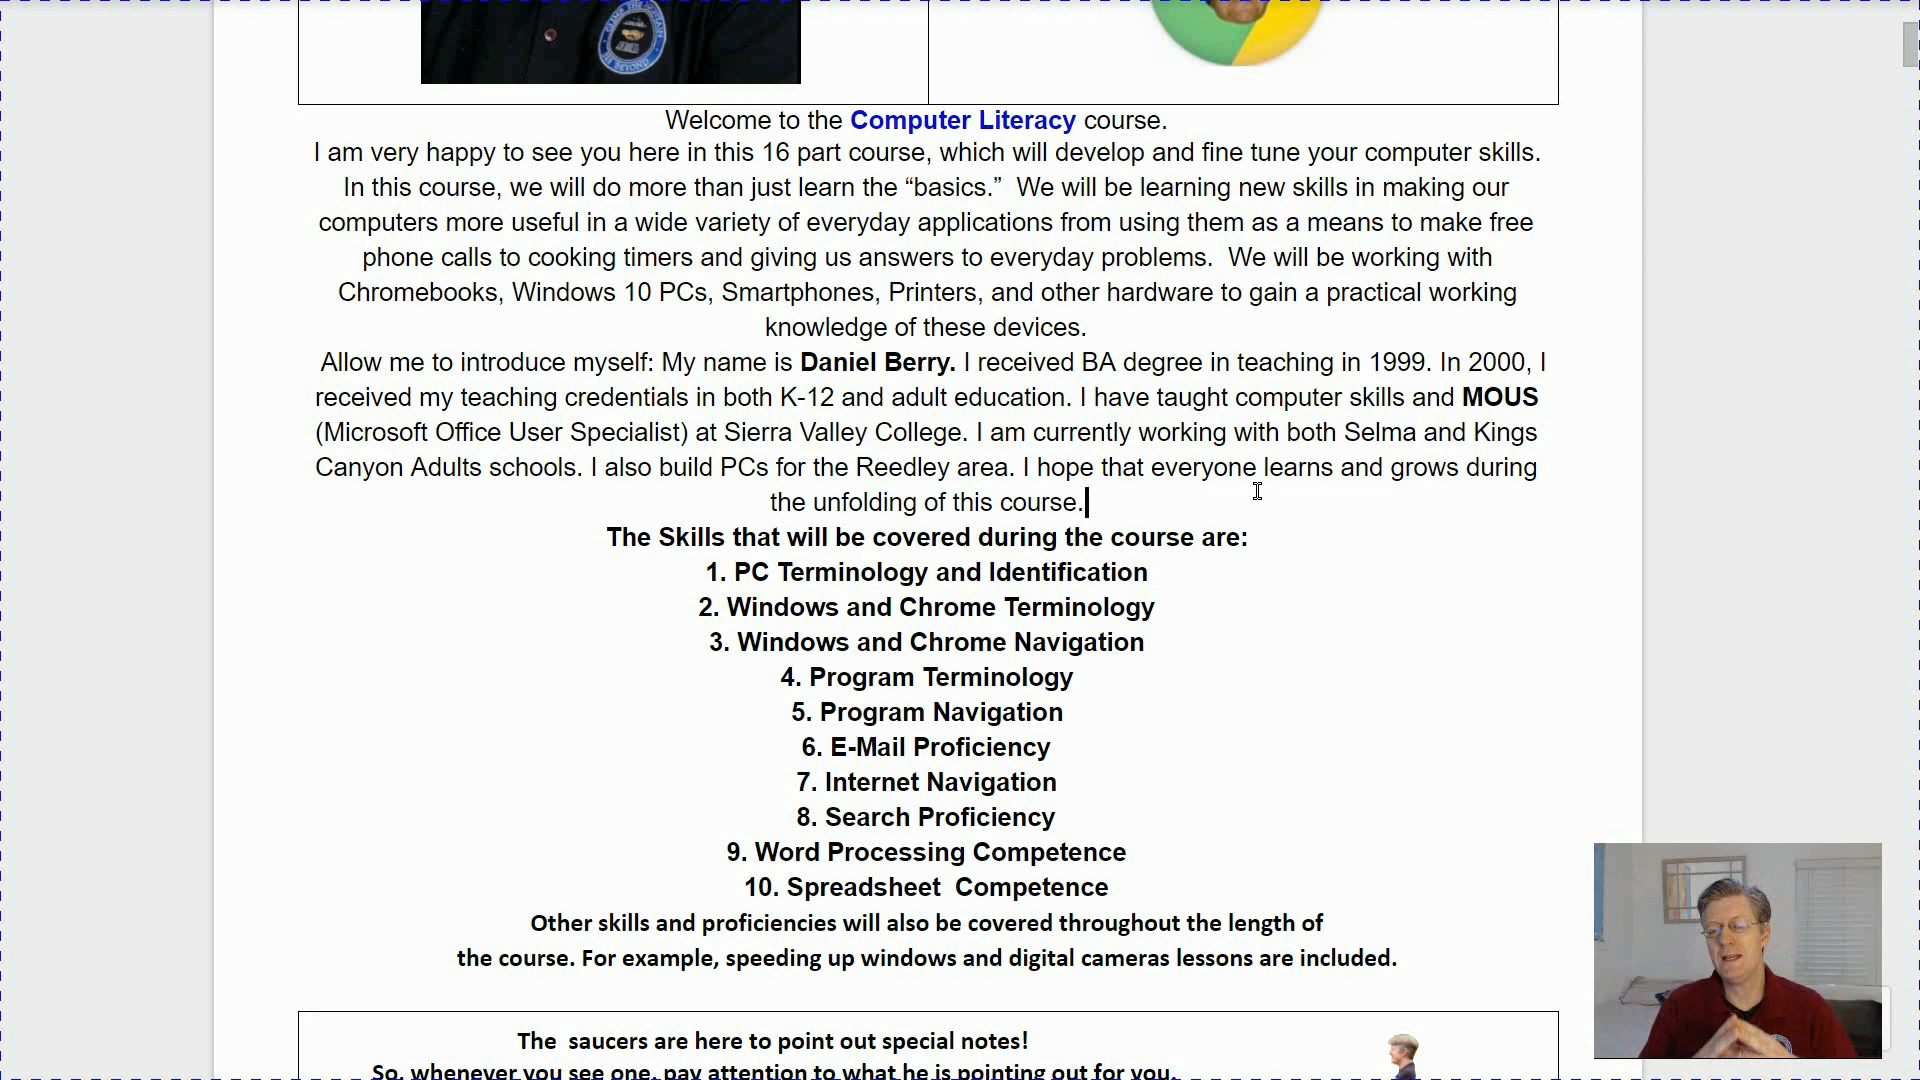 CLIMB THE MOUNTAIN
BE BEYOND
Welcome to the Computer Literacy course.
I am very happy to see you here in this 16 part course, which will develop and fine tune your computer skills.
In this course, we will do more than just learn the “basics.”  We will be learning new skills in making our
computers more useful in a wide variety of everyday applications from using them as a means to make free
phone calls to cooking timers and giving us answers to everyday problems.  We will be working with
Chromebooks, Windows 10 PCs, Smartphones, Printers, and other hardware to gain a practical working
knowledge of these devices.
Allow me to introduce myself: My name is Daniel Berry. I received BA degree in teaching in 1999. In 2000, I
received my teaching credentials in both K-12 and adult education. I have taught computer skills and MOUS
(Microsoft Office User Specialist) at Sierra Valley College. I am currently working with both Selma and Kings
Canyon Adults schools. I also build PCs for the Reedley area. I hope that everyone learns and grows during
the unfolding of this course.
The Skills that will be covered during the course are:
1. PC Terminology and Identification
2. Windows and Chrome Terminology
3. Windows and Chrome Navigation
4. Program Terminology
5. Program Navigation
6. E-Mail Proficiency
7. Internet Navigation
8. Search Proficiency
9. Word Processing Competence
10. Spreadsheet  Competence
Other skills and proficiencies will also be covered throughout the length of
the course. For example, speeding up windows and digital cameras lessons are included.
The  saucers are here to point out special notes!
So, whenever you see one, pay attention to what he is pointing out for you.